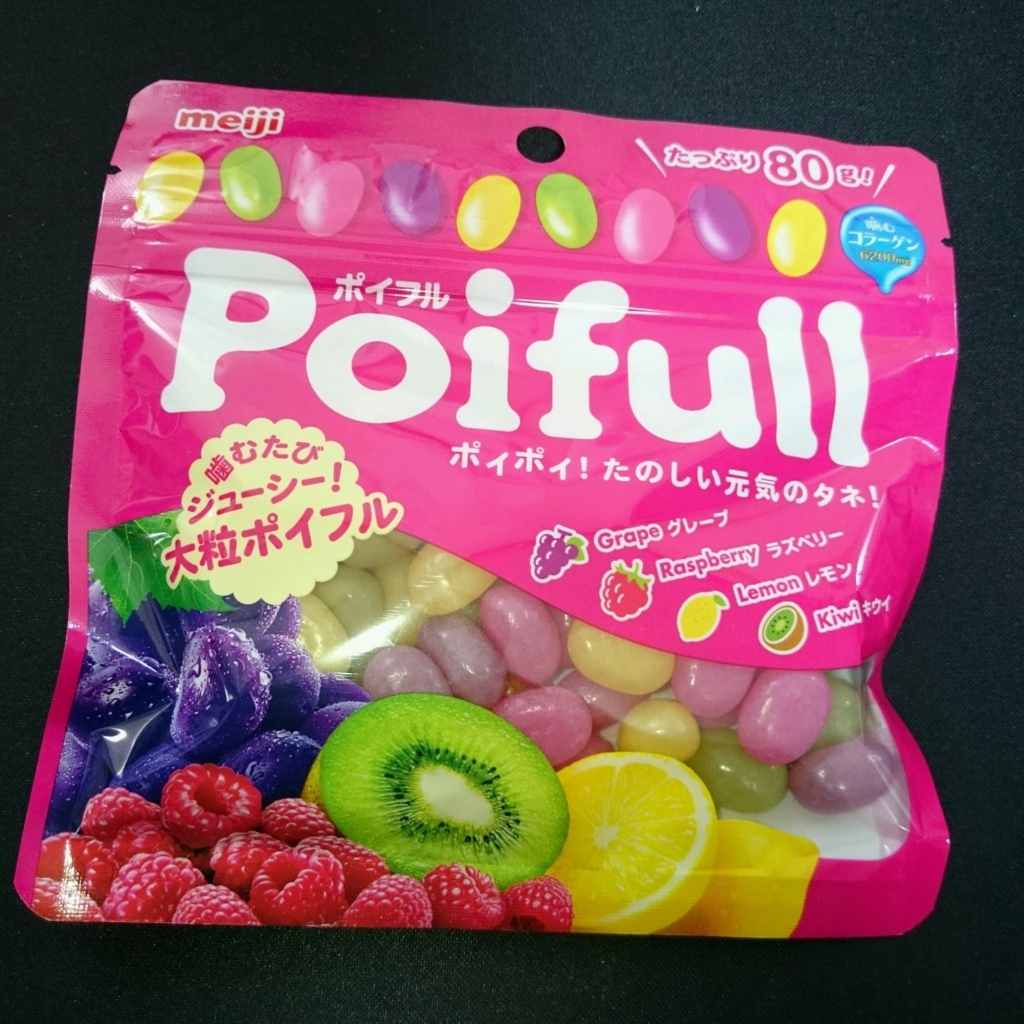 meiji
たっぷり80g!
噛む
コラーゲン
6200mg
ポイフル
Poifull
ポイポイ!たのしい元気のタネ!
噛むたび
ジューシー!
大粒ポイフル
Grape グレープ
Raspberry ラズベリー
Lemon レモン
Kiwi キウイ